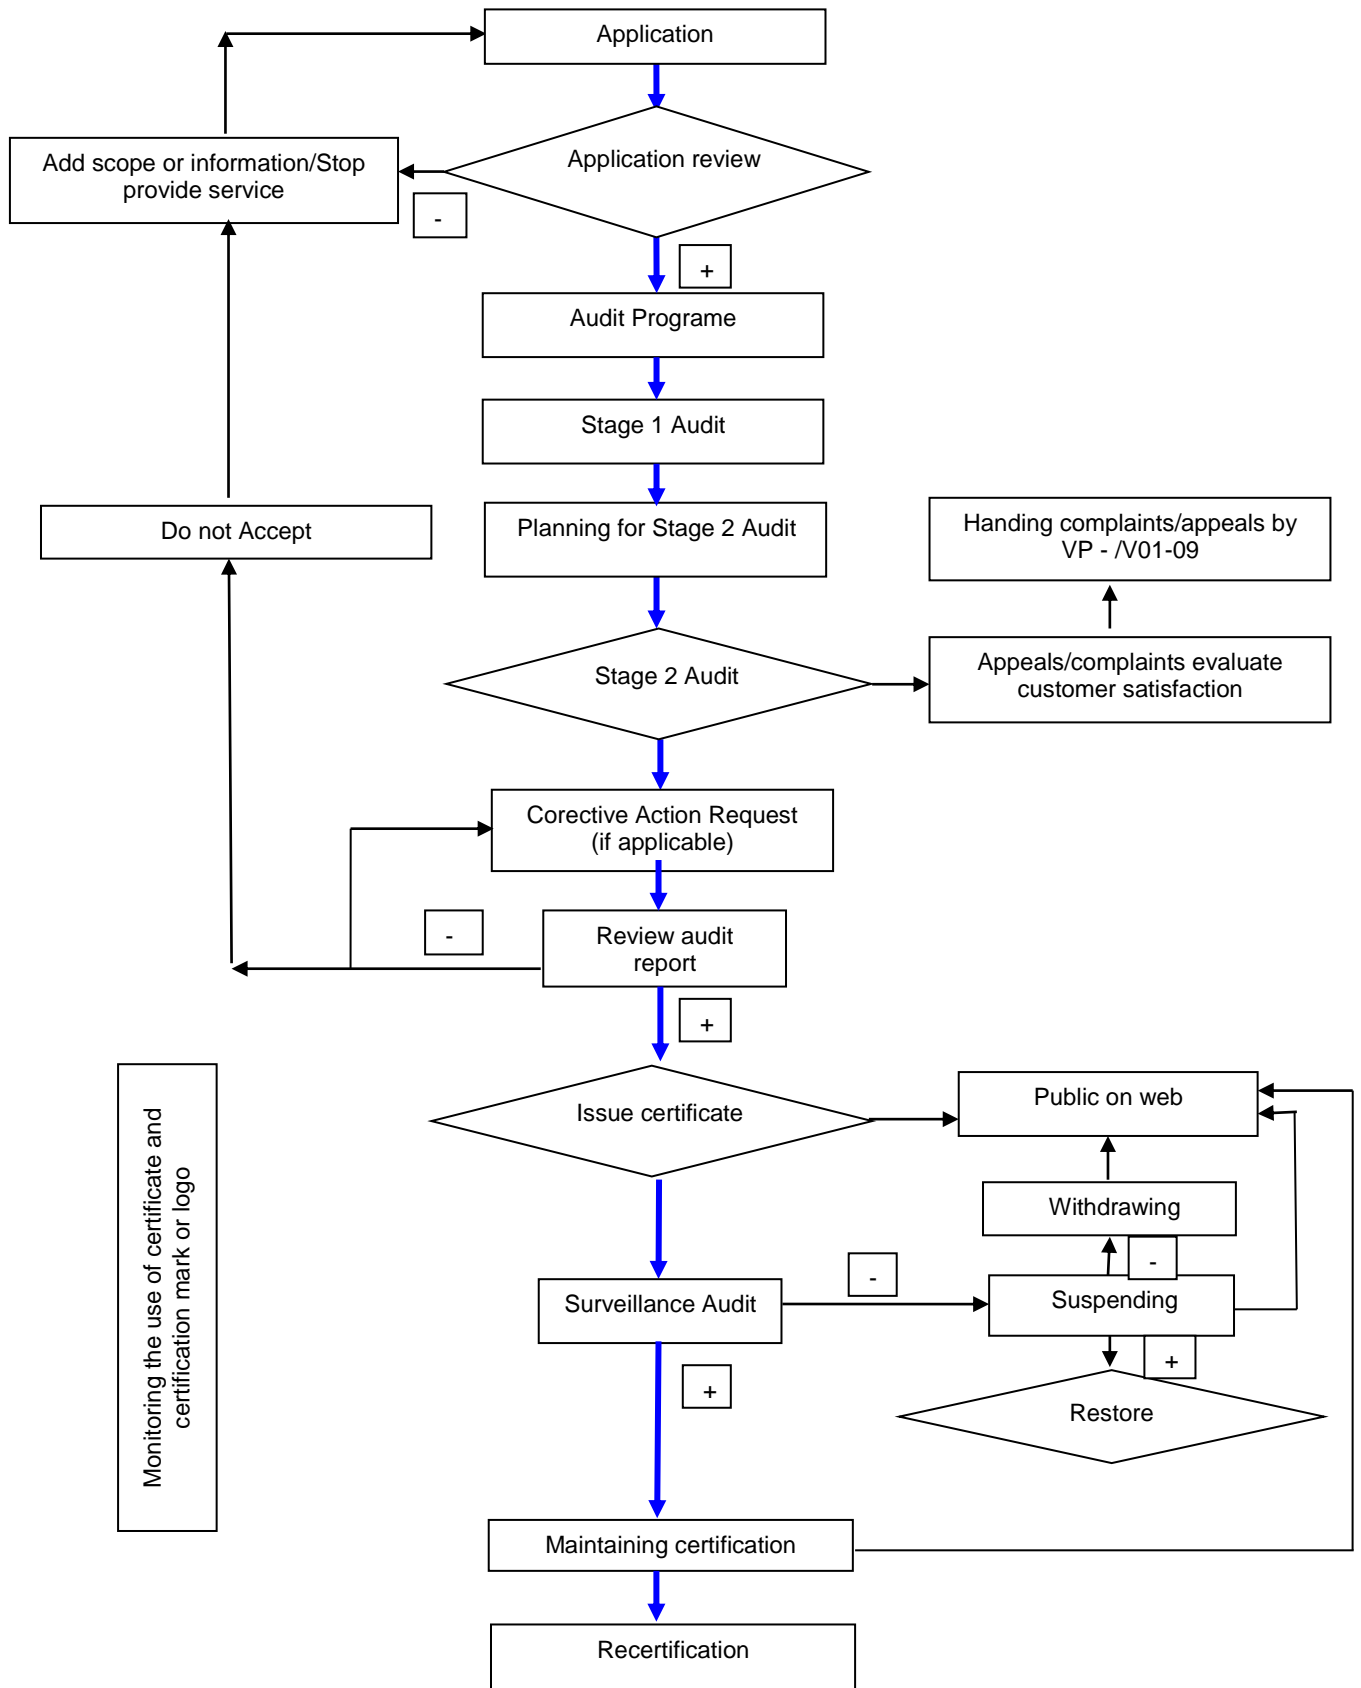 Application
Application review
Add scope or information/Stop
provide service
-
+
Audit Programe
Stage 1 Audit
Planning for Stage 2 Audit
Do not Accept
Handing complaints/appeals by
VP - /V01-09
Stage 2 Audit
Appeals/complaints evaluate
customer satisfaction
Corective Action Request
(if applicable)
-
Review audit
report
+
Monitoring the use of certificate and
certification mark or logo
Issue certificate
Public on web
Withdrawing
-
-
Surveillance Audit
Suspending
+
+
Restore
Maintaining certification
Recertification